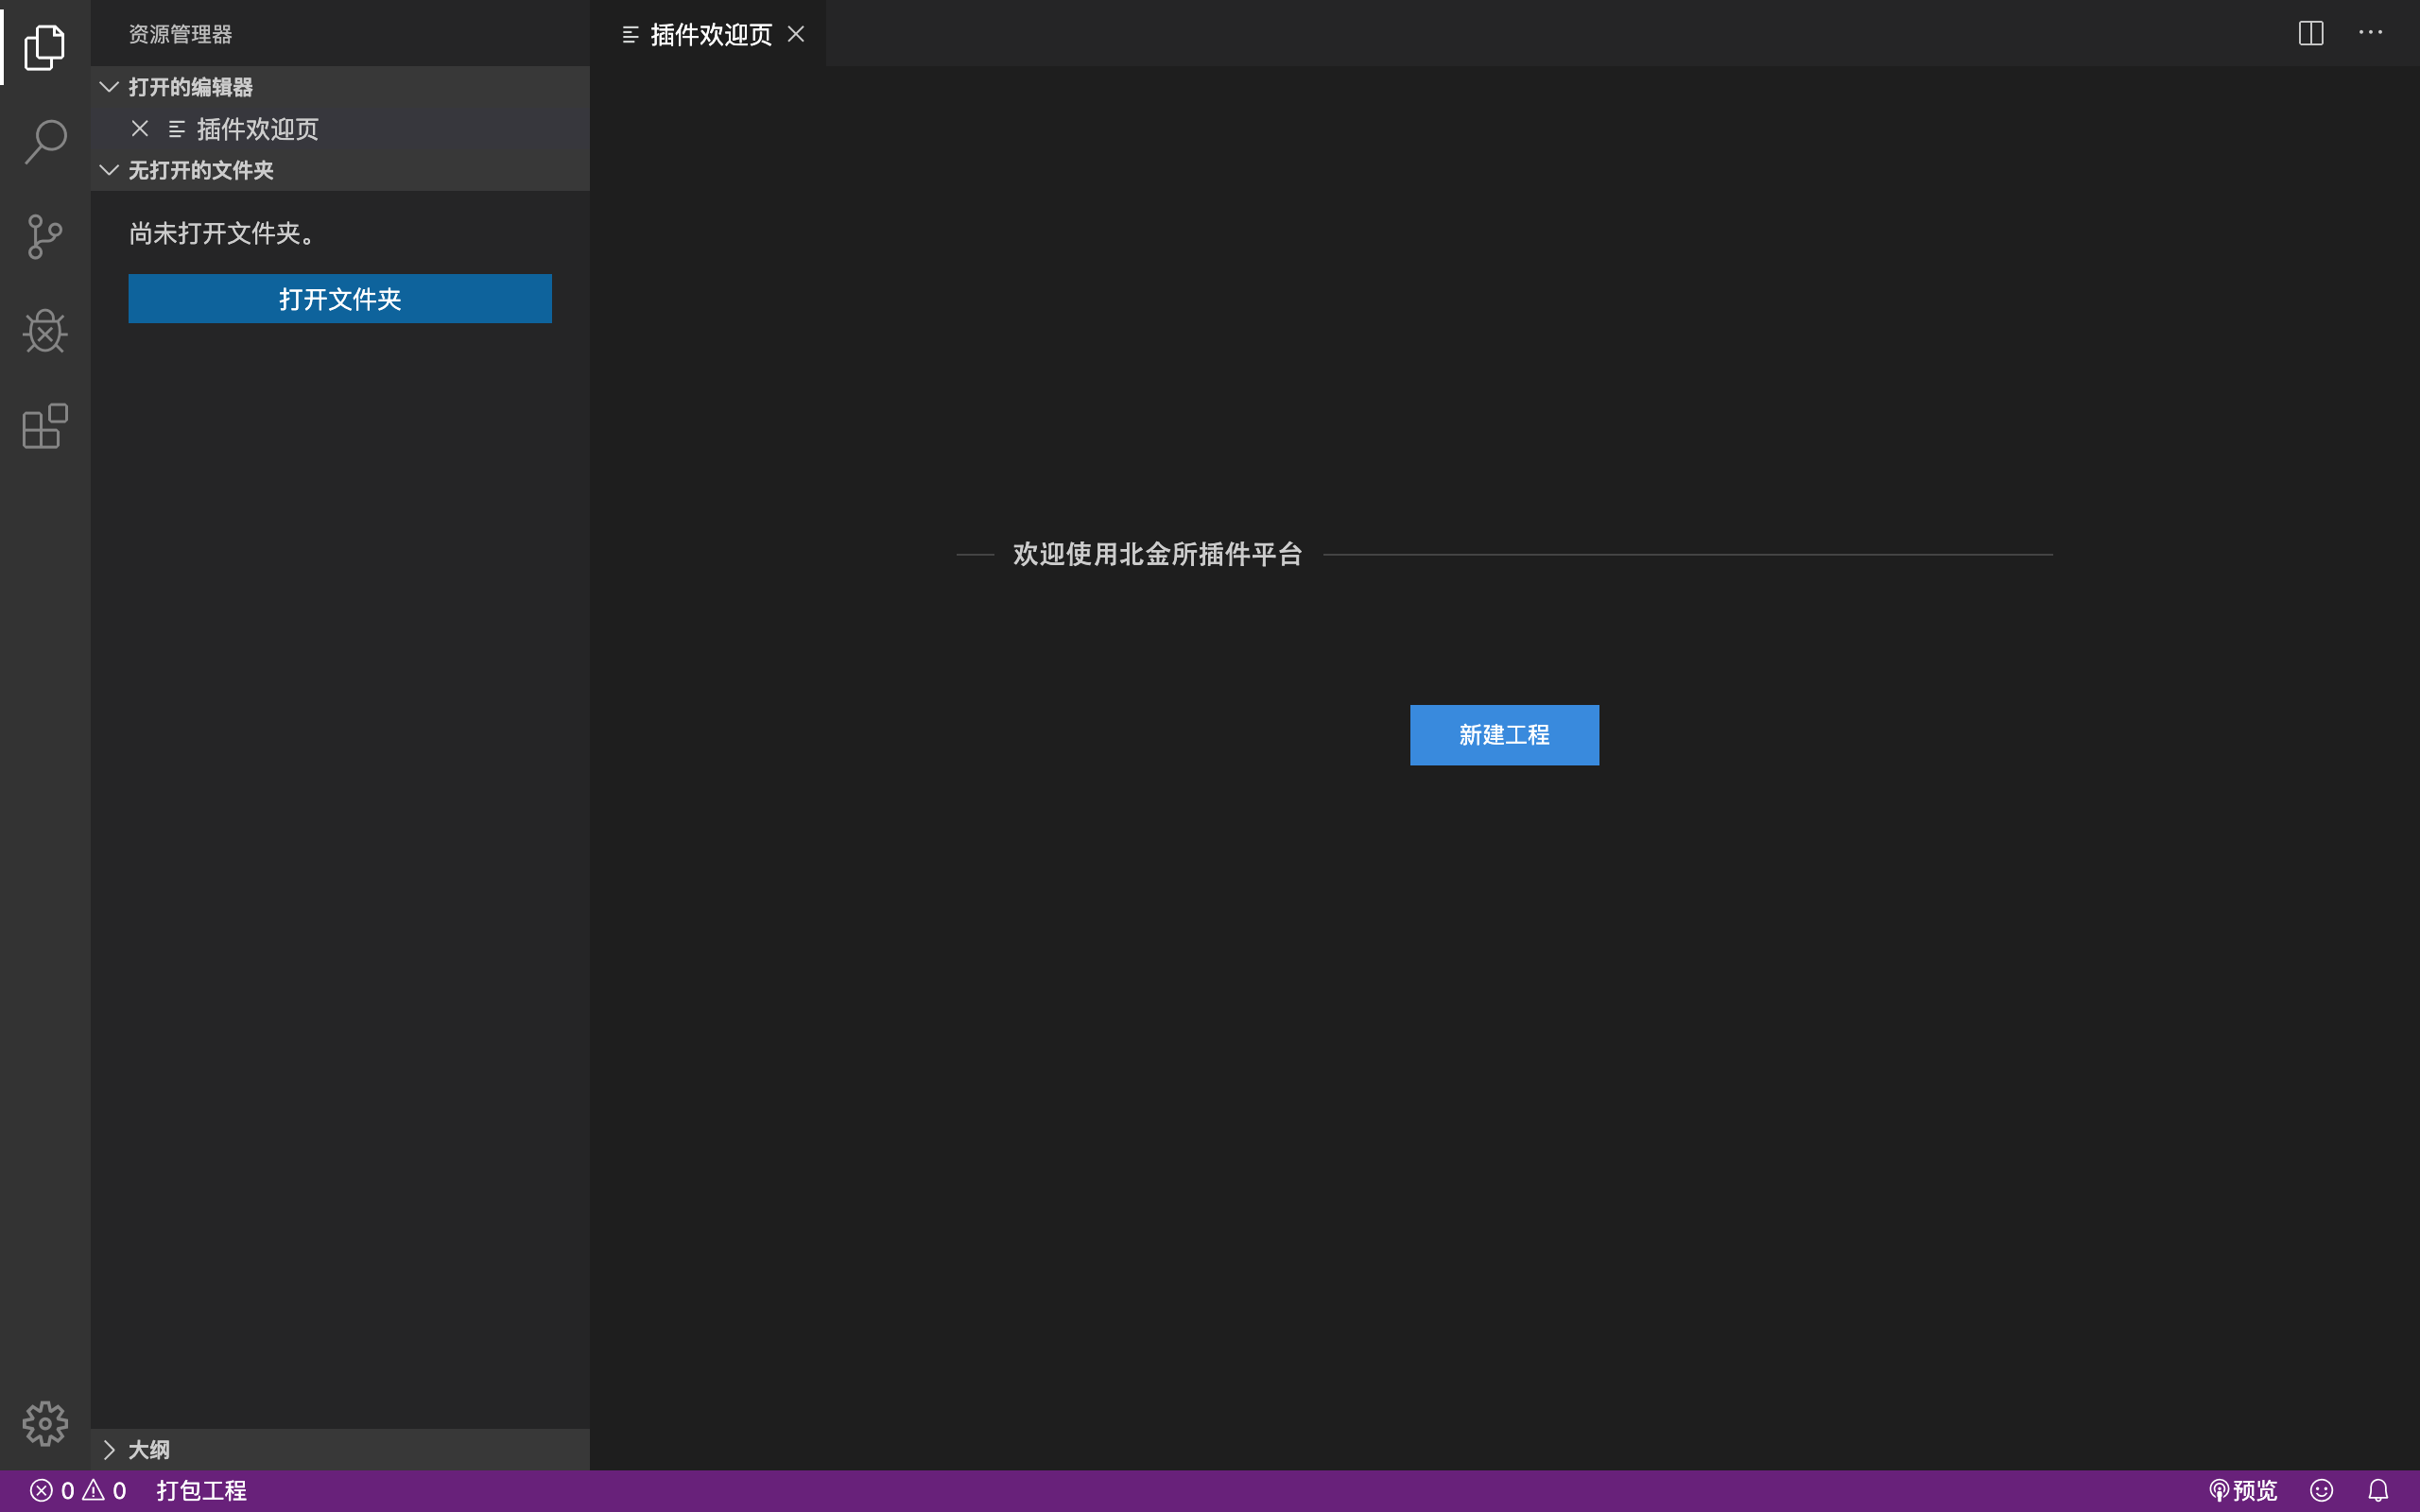 资源管理器
打开的编辑器
插件欢迎页
无打开的文件夹
尚未打开文件夹。
打开文件夹
大纲
插件欢迎页
欢迎使用北金所插件平台
新建工程
0 0 打包工程
预览